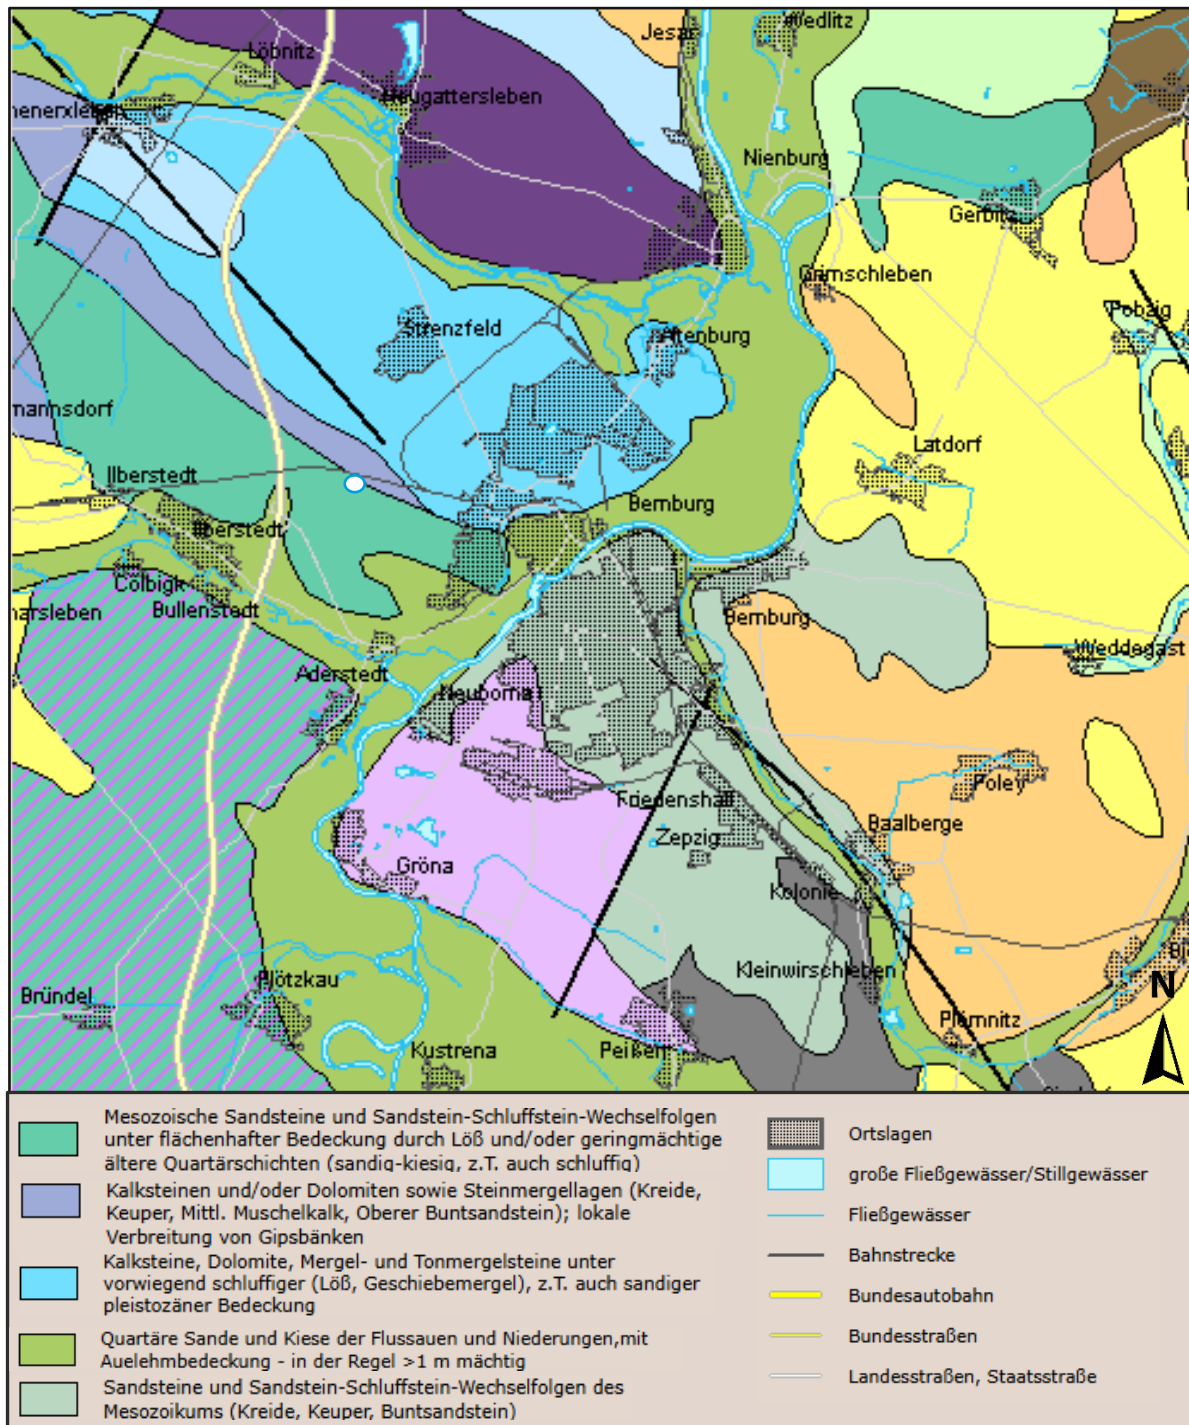 Jesar
Wedlitz
Löbnitz
Neugattersleben
henerxleben
Nienburg
Gerbitz
Grimschleben
Pobzig
Strenzfeld
Altenburg
mannsdorf
Latdorf
Ilberstedt
Bernburg
Ilberstedt
Cölbigk
Bullenstedt
harsleben
Bernburg
Weddegast
Aderstedt
Neuborna
Poley
Friedenshall
Baalberge
Zepzig
Gröna
Kolonie
Kleinwirschleben
Bie
Plötzkau
N
Bründel
Plömnitz
Kustrena
Peißen
Mesozoische Sandsteine und Sandstein-Schluffstein-Wechselfolgen
unter flächenhafter Bedeckung durch Löß und/oder geringmächtige
ältere Quartärschichten (sandig-kiesig, z.T. auch schluffig)
Kalksteinen und/oder Dolomiten sowie Steinmergellagen (Kreide,
Keuper, Mittl. Muschelkalk, Oberer Buntsandstein); lokale
Verbreitung von Gipsbänken
Kalksteine, Dolomite, Mergel- und Tonmergelsteine unter
vorwiegend schluffiger (Löß, Geschiebemergel), z.T. auch sandiger
pleistozäner Bedeckung
Quartäre Sande und Kiese der Flussauen und Niederungen,mit
Auelehmbedeckung - in der Regel >1 m mächtig
Sandsteine und Sandstein-Schluffstein-Wechselfolgen des
Mesozoikums (Kreide, Keuper, Buntsandstein)
Ortslagen
große Fließgewässer/Stillgewässer
Fließgewässer
Bahnstrecke
Bundesautobahn
Bundesstraßen
Landesstraßen, Staatsstraße